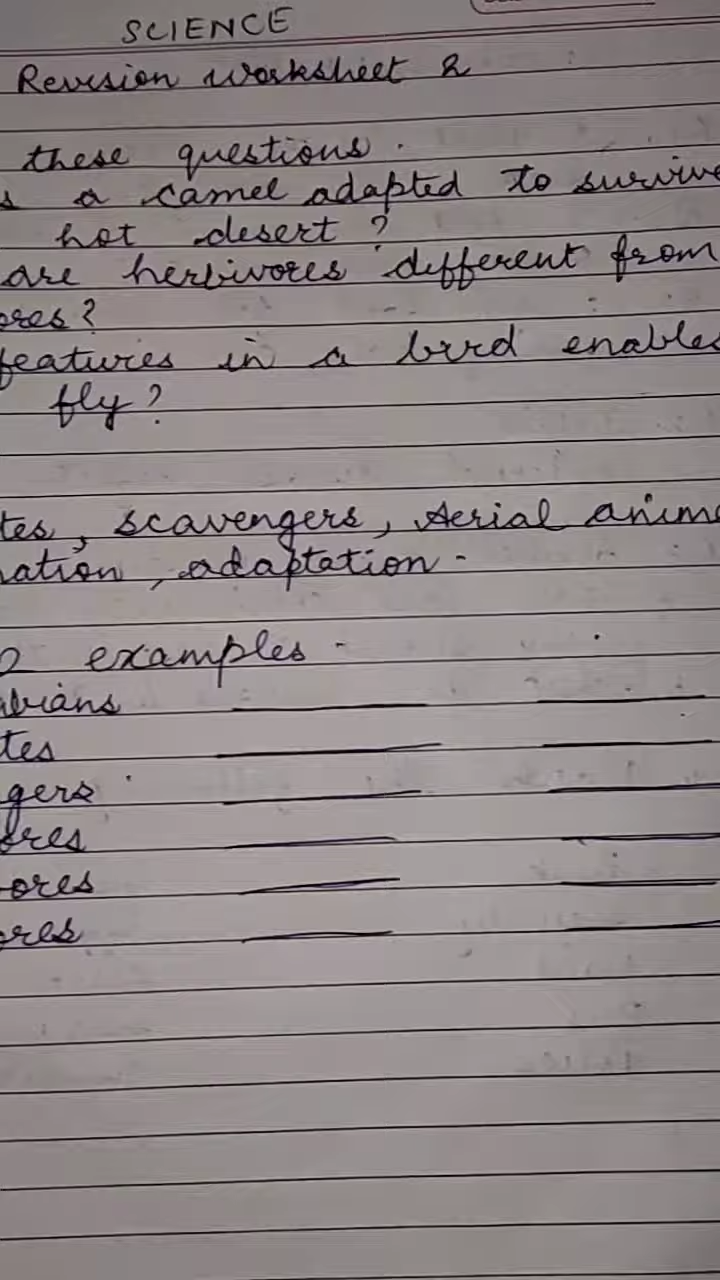 SCIENCE
Revision worksheet 2
these questions.
s a camel adapted to survive
hot desert?
are herbivores different from
ores?
features in a bird enables
fly?
tes, scavengers, Aerial anim
ation, adaptation.
examples.
bians
tes
gers
ores
ores
ores